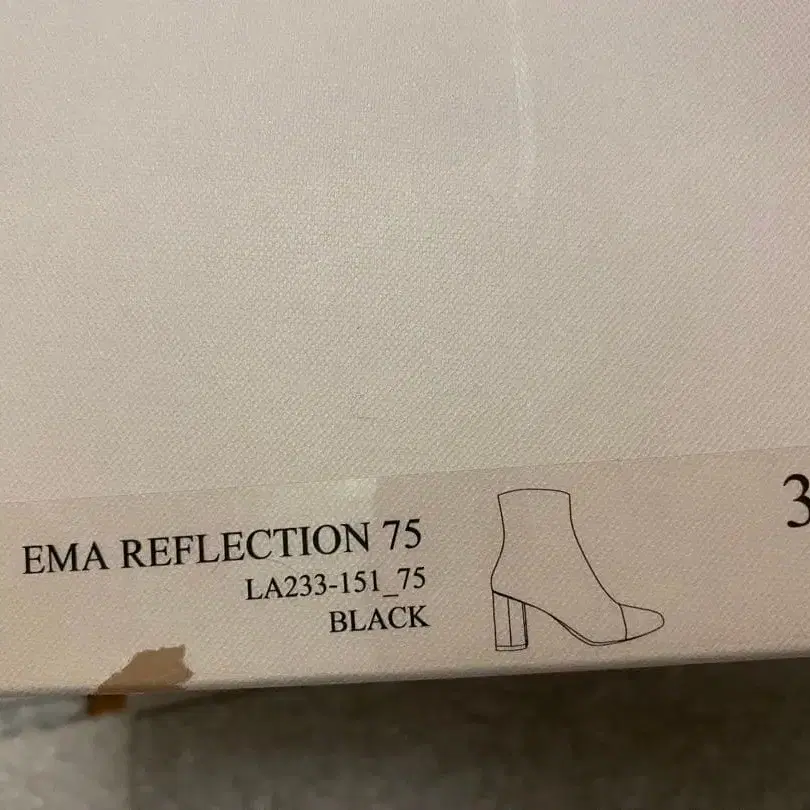 EMA REFLECTION 75
LA233-151_75
BLACK
3